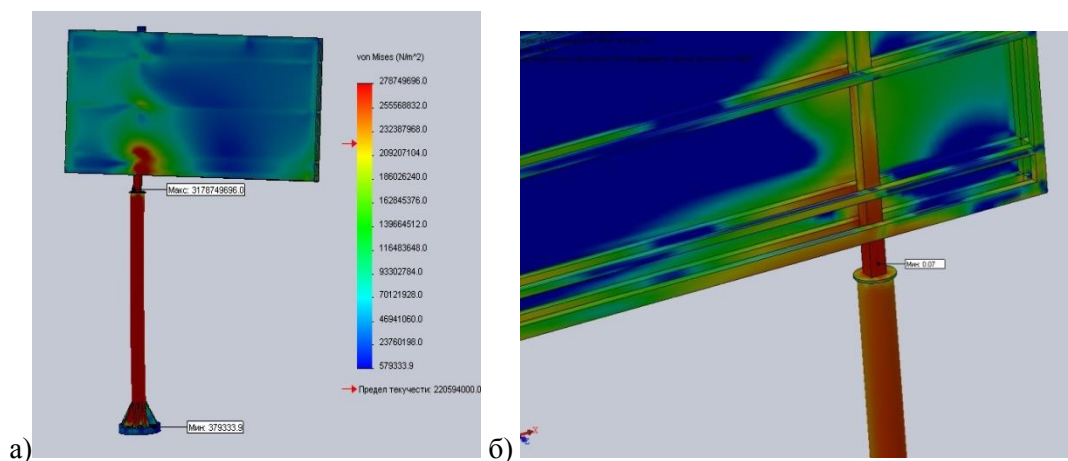 von Mises (N/m^2)
278749696.0
255568832.0
232387968.0
209207104.0
186026240.0
162845376.0
139664512.0
116483648.0
93302784.0
70121928.0
46941060.0
23760198.0
579333.9
Предел текучести: 220594000.0
Макс: 3178749696.0
Мин: 379333.9
а)
Мин: 0.07
X
б)